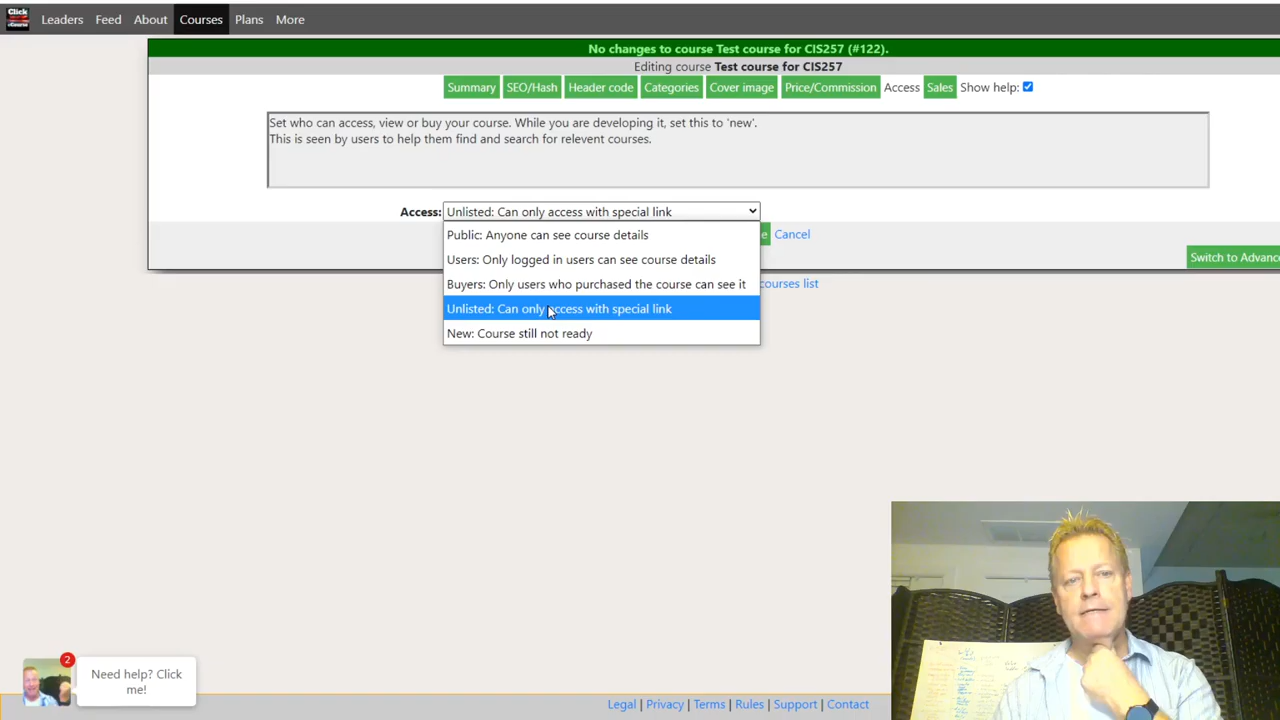 Click
eCourse
Leaders Feed About Courses Plans More
No changes to course Test course for CIS257 (#122).
Editing course Test course for CIS257
Summary SEO/Hash Header code Categories Cover image Price/Commission Access Sales Show help:
Set who can access, view or buy your course. While you are developing it, set this to 'new'.
This is seen by users to help them find and search for relevent courses.
Access: Unlisted: Can only access with special link
Public: Anyone can see course details
Cancel
Users: Only logged in users can see course details
Switch to Advanc
Buyers: Only users who purchased the course can see it
courses list
Unlisted: Can only access with special link
New: Course still not ready
2
Need help? Click
me!
Legal | Privacy | Terms | Rules | Support | Contact